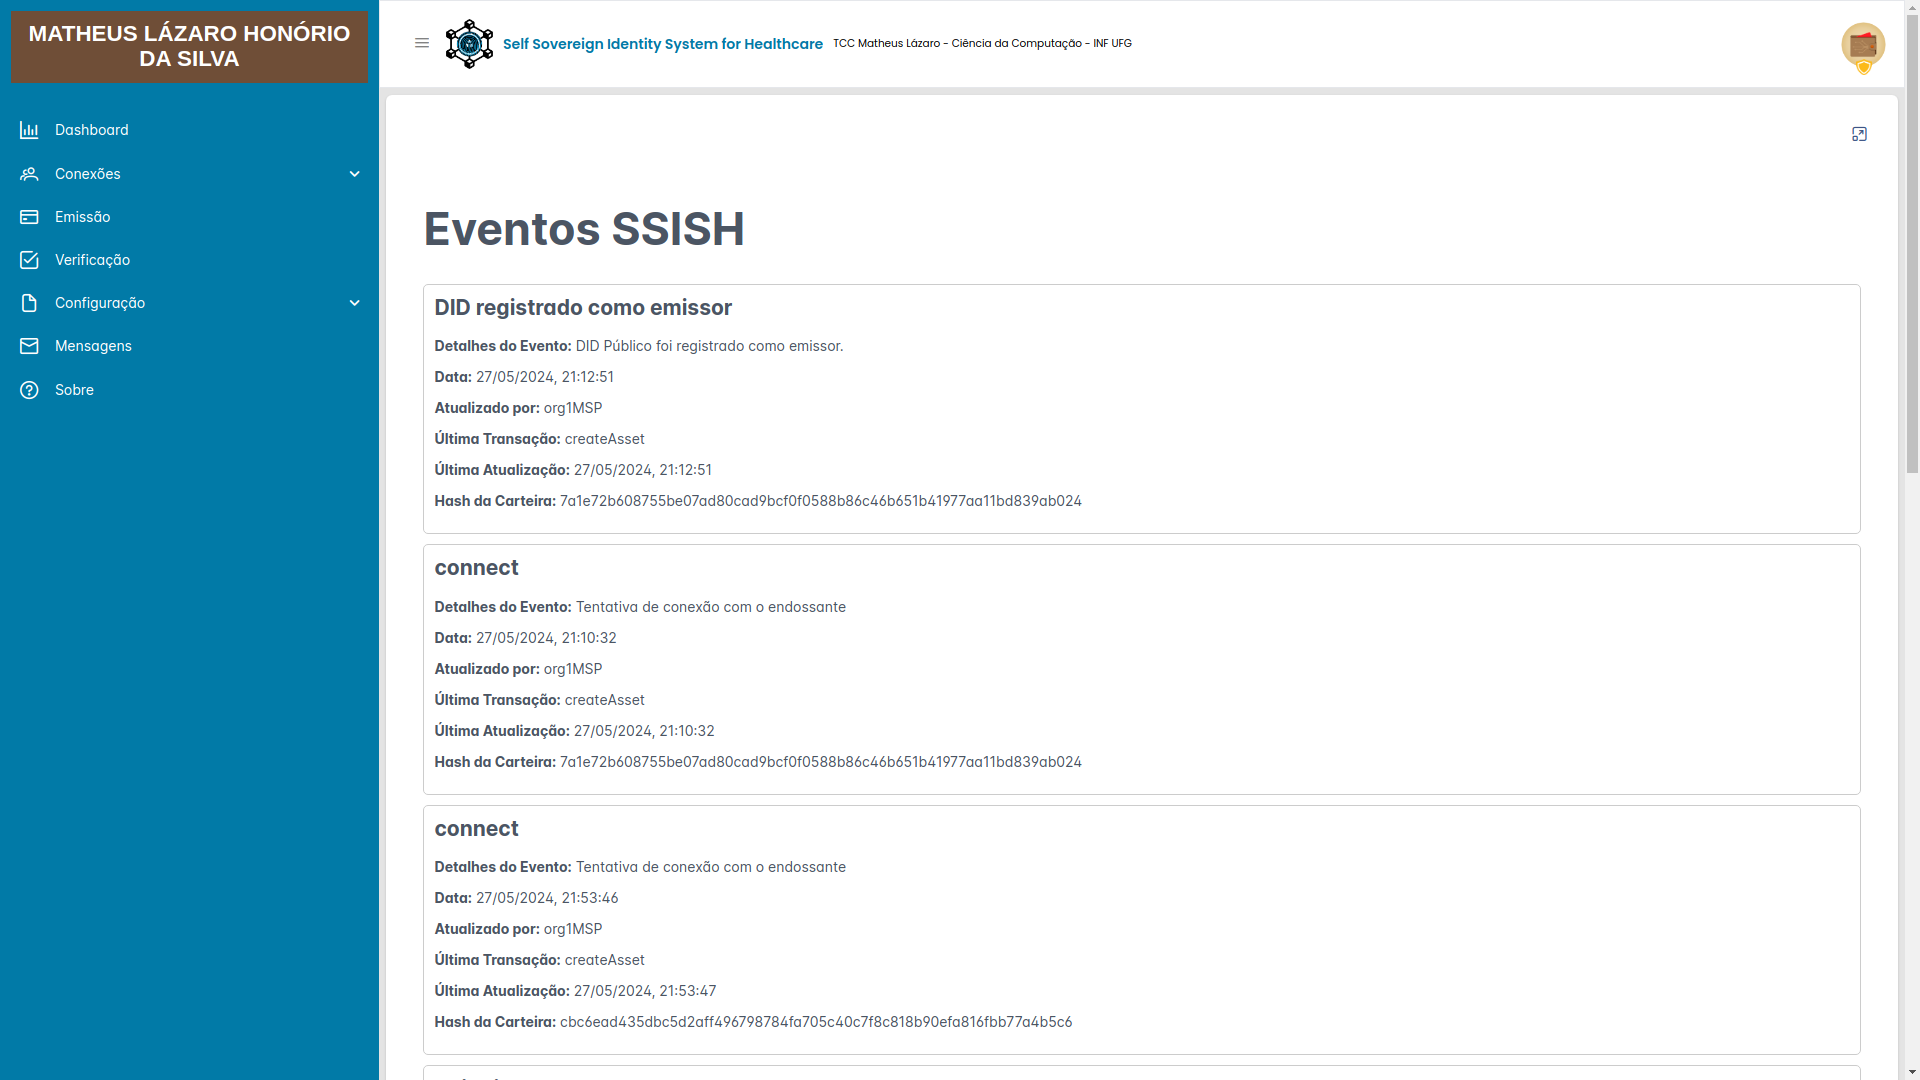 MATHEUS LÁZARO HONÓRIO
DA SILVA
Dashboard
Conexões
Emissão
Verificação
Configuração
Mensagens
Sobre
Self Sovereign Identity System for Healthcare TCC Matheus Lázaro - Ciência da Computação - INF UFG
Eventos SSISH
DID registrado como emissor
Detalhes do Evento: DID Público foi registrado como emissor.
Data: 27/05/2024, 21:12:51
Atualizado por: org1MSP
Última Transação: createAsset
Última Atualização: 27/05/2024, 21:12:51
Hash da Carteira: 7a1e72b608755be07ad80cad9bcf0f0588b86c46b651b41977aa11bd839ab024
connect
Detalhes do Evento: Tentativa de conexão com o endossante
Data: 27/05/2024, 21:10:32
Atualizado por: org1MSP
Última Transação: createAsset
Última Atualização: 27/05/2024, 21:10:32
Hash da Carteira: 7a1e72b608755be07ad80cad9bcf0f0588b86c46b651b41977aa11bd839ab024
connect
Detalhes do Evento: Tentativa de conexão com o endossante
Data: 27/05/2024, 21:53:46
Atualizado por: org1MSP
Última Transação: createAsset
Última Atualização: 27/05/2024, 21:53:47
Hash da Carteira: cbc6ead435dbc5d2aff496798784fa705c40c7f8c818b90efa816fbb77a4b5c6